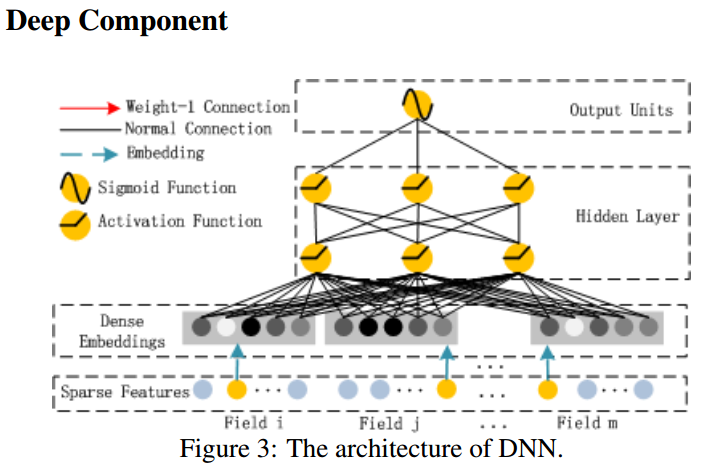 Deep Component
Weight-1 Connection
Normal Connection
Embedding
Sigmoid Function
Activation Function
Output Units
Hidden Layer
Dense
Embeddings
...
Sparse Features
...
...
...
...
Field i
Field j
...
Field m
Figure 3: The architecture of DNN.